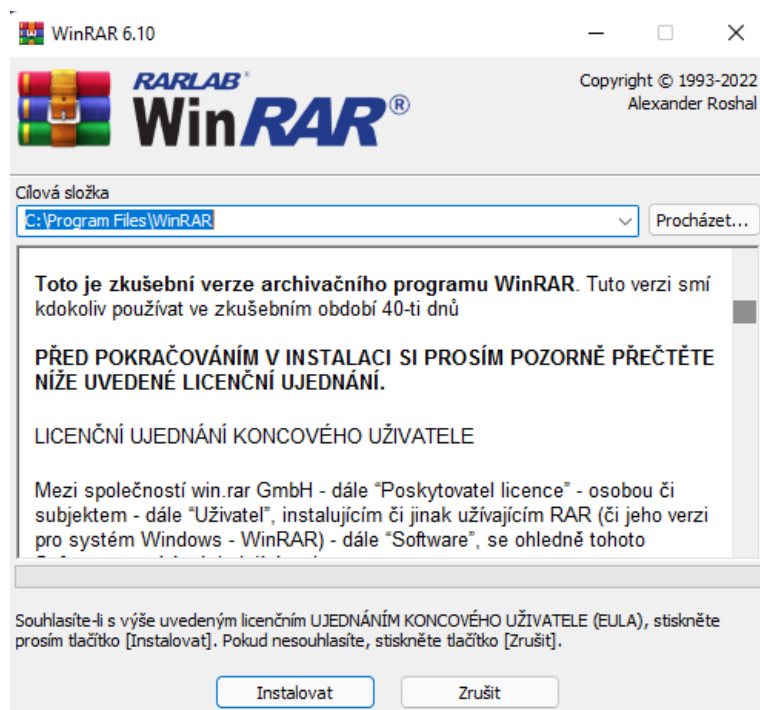 WinRAR 6.10
RARLAB®
WinRAR®
Copyright © 1993-2022
Alexander Roshal
Cílová složka
C:\Program Files\WinRAR
Procházet...
Toto je zkušební verze archivačního programu WinRAR. Tuto verzi smí
kdokoliv používat ve zkušebním období 40-ti dnů
PŘED POKRAČOVÁNÍM V INSTALACI SI PROSÍM POZORNĚ PŘEČTĚTE
NÍŽE UVEDENÉ LICENČNÍ UJEDNÁNÍ.
LICENČNÍ UJEDNÁNÍ KONCOVÉHO UŽIVATELE
Mezi společností win.rar GmbH - dále “Poskytovatel licence” - osobou či
subjektem - dále “Uživatel”, instalujícím či jinak užívajícím RAR (či jeho verzi
pro systém Windows - WinRAR) - dále “Software”, se ohledně tohoto
Souhlasíte-li s výše uvedeným licenčním UJEDNÁNÍM KONCOVÉHO UŽIVATELE (EULA), stiskněte
prosím tlačítko [Instalovat]. Pokud nesouhlasíte, stiskněte tlačítko [Zrušit].
Instalovat
Zrušit